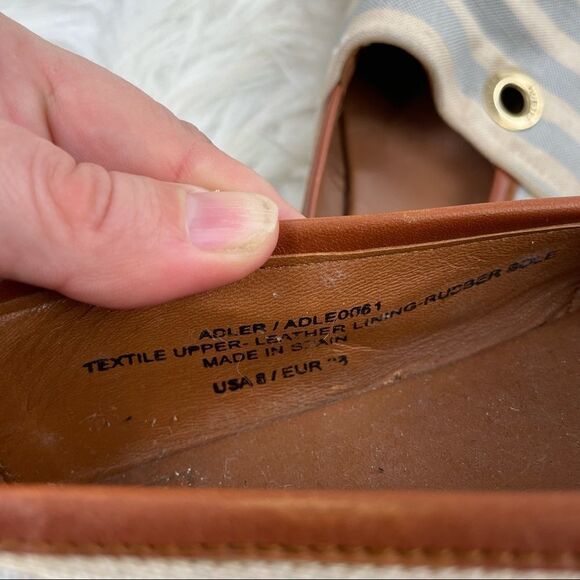 ADLER / ADLE0061
TEXTILE UPPER- LEATHER LINING-RUBBER SOLE
MADE IN SPAIN
USA 8 / EUR